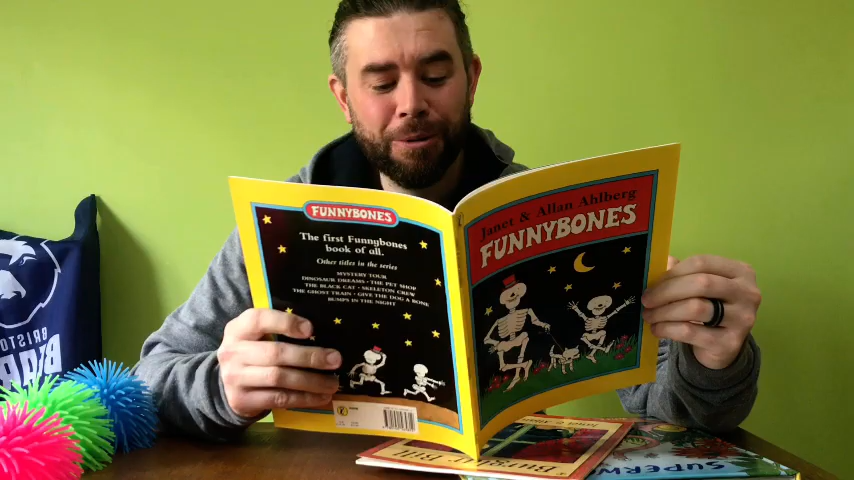 FUNNYBONES
The first Funnybones
book of all.
Other titles in the series
MYSTERY TOUR
DINOSAUR DREAMS · THE PET SHOP
THE BLACK CAT · SKELETON CREW
THE GHOST TRAIN · GIVE THE DOG A BONE
BUMPS IN THE NIGHT
Janet & Allan Ahlberg
FUNNYBONES
BRISTOL
Burglar Bill
SUPERW